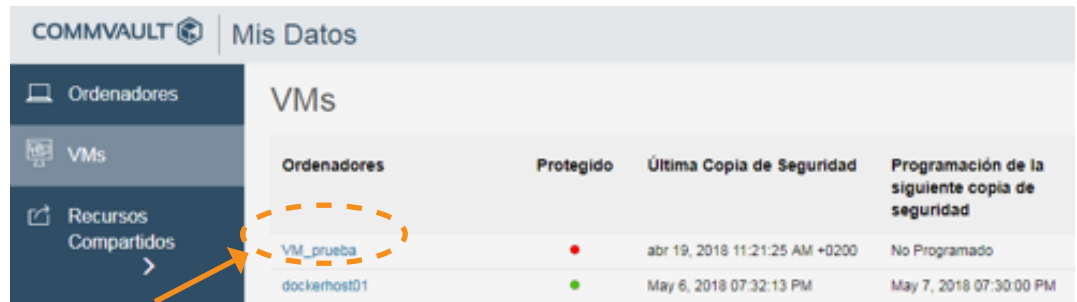 COMMVAULT Mis Datos
Ordenadores
VMs
Recursos
Compartidos
VMs
Ordenadores Protegido Última Copia de Seguridad Programación de la
siguiente copia de
seguridad
VM_prueba abr 19, 2018 11:21:25 AM +0200 No Programado
dockerhost01 May 6, 2018 07:32:13 PM May 7, 2018 07:30:00 PM